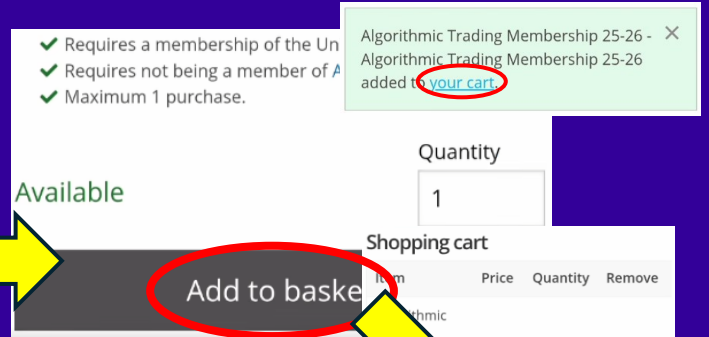 Requires a membership of the Un
Requires not being a member of
Maximum 1 purchase.
Algorithmic Trading Membership 25-26 -
Algorithmic Trading Membership 25-26
added to your cart.
Quantity
Available
1
Add to baske
Shopping cart
Item Price Quantity Remove